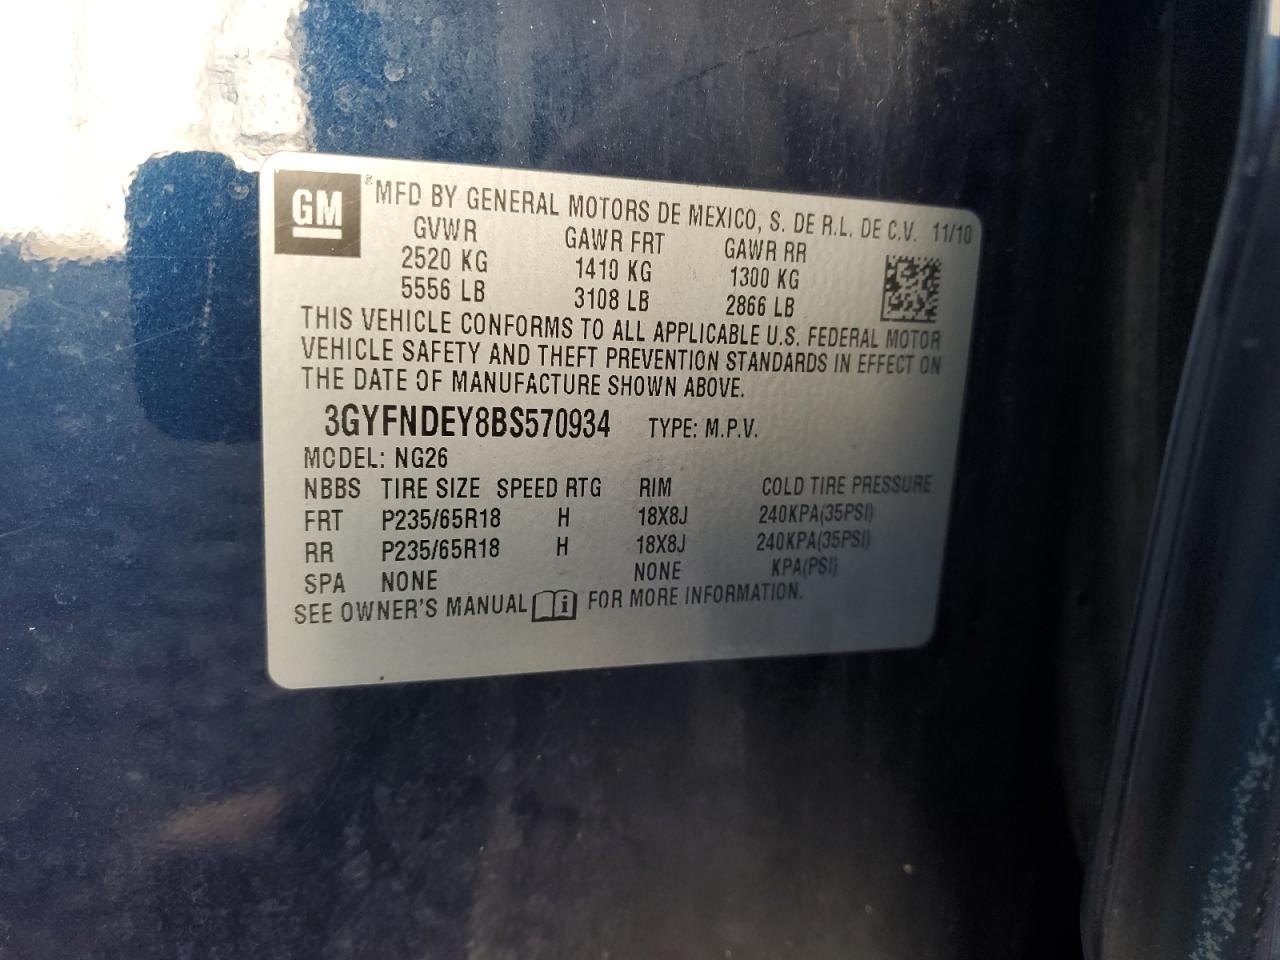 GM
® MFD BY GENERAL MOTORS DE MEXICO, S. DE R.L. DE C.V. 11/10
GVWR GAWR FRT GAWR RR
2520 KG 1410 KG 1300 KG
5556 LB 3108 LB 2866 LB
THIS VEHICLE CONFORMS TO ALL APPLICABLE U.S. FEDERAL MOTOR
VEHICLE SAFETY AND THEFT PREVENTION STANDARDS IN EFFECT ON
THE DATE OF MANUFACTURE SHOWN ABOVE.
3GYFNDEY8BS570934 TYPE: M.P.V.
MODEL: NG26
NBBS TIRE SIZE SPEED RTG RIM COLD TIRE PRESSURE
FRT P235/65R18 H 18X8J 240KPA(35PSI)
RR P235/65R18 H 18X8J 240KPA(35PSI)
SPA NONE NONE KPA(PSI)
SEE OWNER'S MANUAL i FOR MORE INFORMATION.